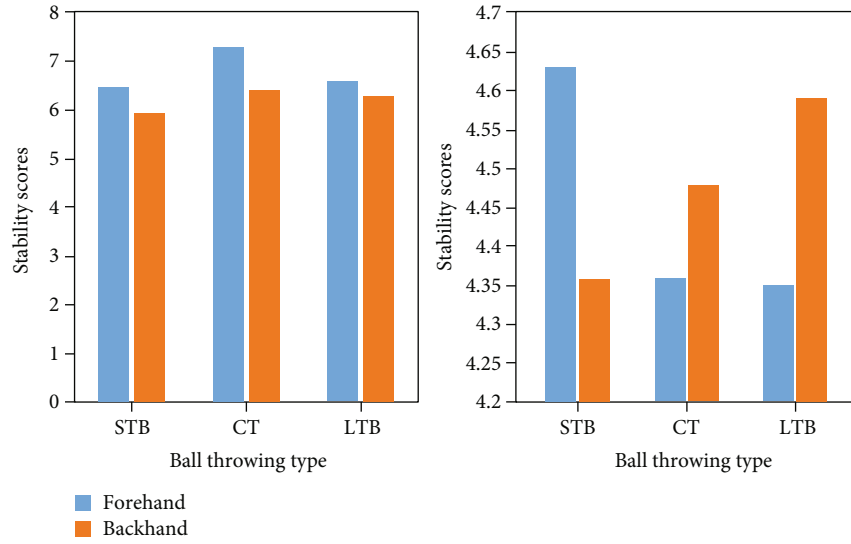 Stability scores
8
7
6
5
4
3
2
1
0
STB CT LTB
Ball throwing type
Stability scores
4.7
4.65
4.6
4.55
4.5
4.45
4.4
4.35
4.3
4.25
4.2
STB CT LTB
Ball throwing type
Forehand
Backhand